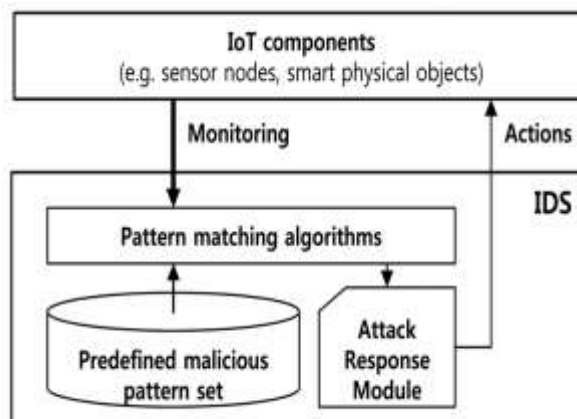 IoT components
(e.g. sensor nodes, smart physical objects)
Monitoring
Actions
IDS
Pattern matching algorithms
Predefined malicious
pattern set
Attack
Response
Module